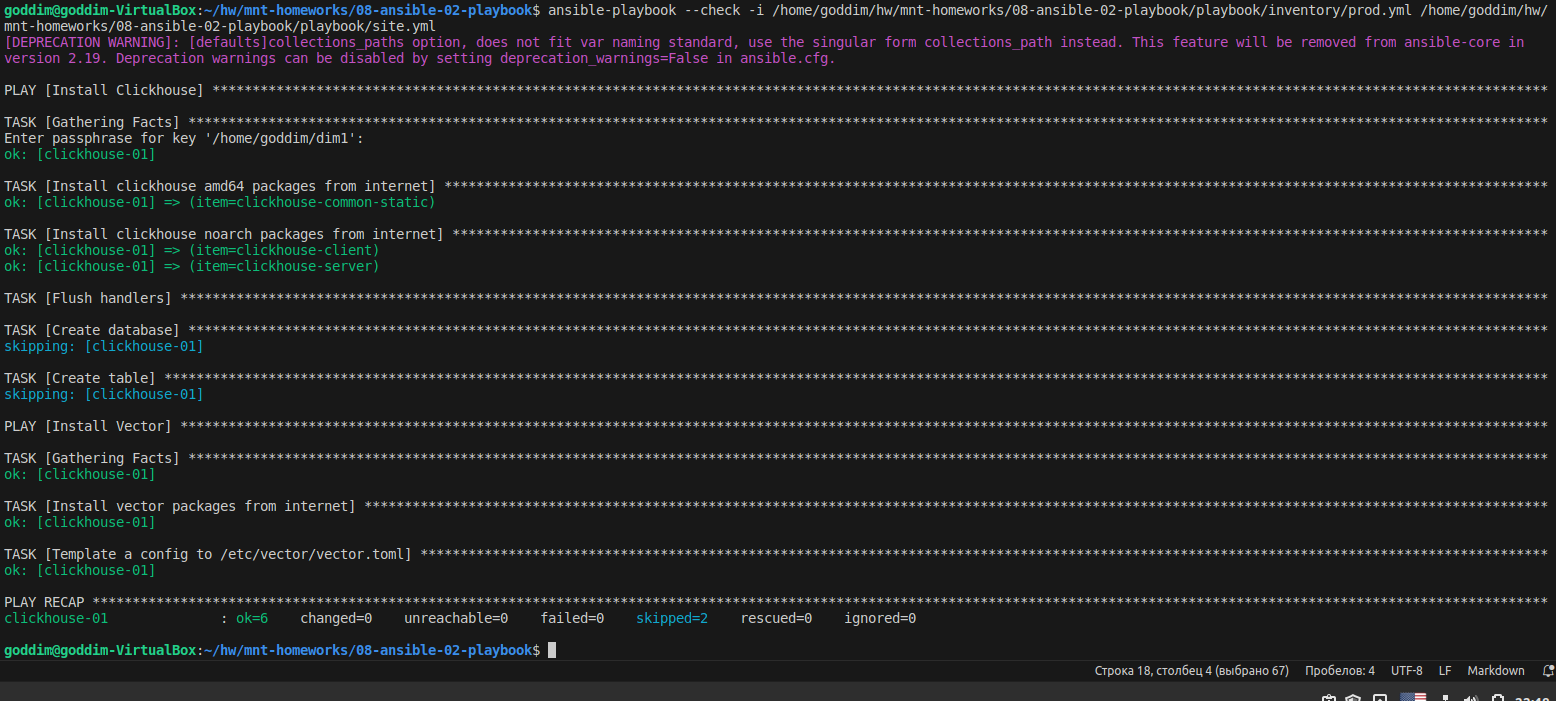 goddim@goddim-VirtualBox:~/hw/mnt-homeworks/08-ansible-02-playbook$ ansible-playbook --check -i /home/goddim/hw/mnt-homeworks/08-ansible-02-playbook/playbook/inventory/prod.yml /home/goddim/hw/
mnt-homeworks/08-ansible-02-playbook/playbook/site.yml
[DEPRECATION WARNING]: [defaults]collections_paths option, does not fit var naming standard, use the singular form collections_path instead. This feature will be removed from ansible-core in
version 2.19. Deprecation warnings can be disabled by setting deprecation_warnings=False in ansible.cfg.
PLAY [Install Clickhouse] ***********************************************************************************************************************************************************************
TASK [Gathering Facts] **************************************************************************************************************************************************************************
Enter passphrase for key '/home/goddim/dim1':
ok: [clickhouse-01]
TASK [Install clickhouse amd64 packages from internet] ******************************************************************************************************************************************
ok: [clickhouse-01] => (item=clickhouse-common-static)
TASK [Install clickhouse noarch packages from internet] *****************************************************************************************************************************************
ok: [clickhouse-01] => (item=clickhouse-client)
ok: [clickhouse-01] => (item=clickhouse-server)
TASK [Flush handlers] ***************************************************************************************************************************************************************************
TASK [Create database] **************************************************************************************************************************************************************************
skipping: [clickhouse-01]
TASK [Create table] *****************************************************************************************************************************************************************************
skipping: [clickhouse-01]
PLAY [Install Vector] ***************************************************************************************************************************************************************************
TASK [Gathering Facts] **************************************************************************************************************************************************************************
ok: [clickhouse-01]
TASK [Install vector packages from internet] ****************************************************************************************************************************************************
ok: [clickhouse-01]
TASK [Template a config to /etc/vector/vector.toml] *********************************************************************************************************************************************
ok: [clickhouse-01]
PLAY RECAP **************************************************************************************************************************************************************************************
clickhouse-01              : ok=6    changed=0    unreachable=0    failed=0    skipped=2    rescued=0    ignored=0
goddim@goddim-VirtualBox:~/hw/mnt-homeworks/08-ansible-02-playbook$
Строка 18, столбец 4 (выбрано 67) Пробелов: 4 UTF-8 LF Markdown